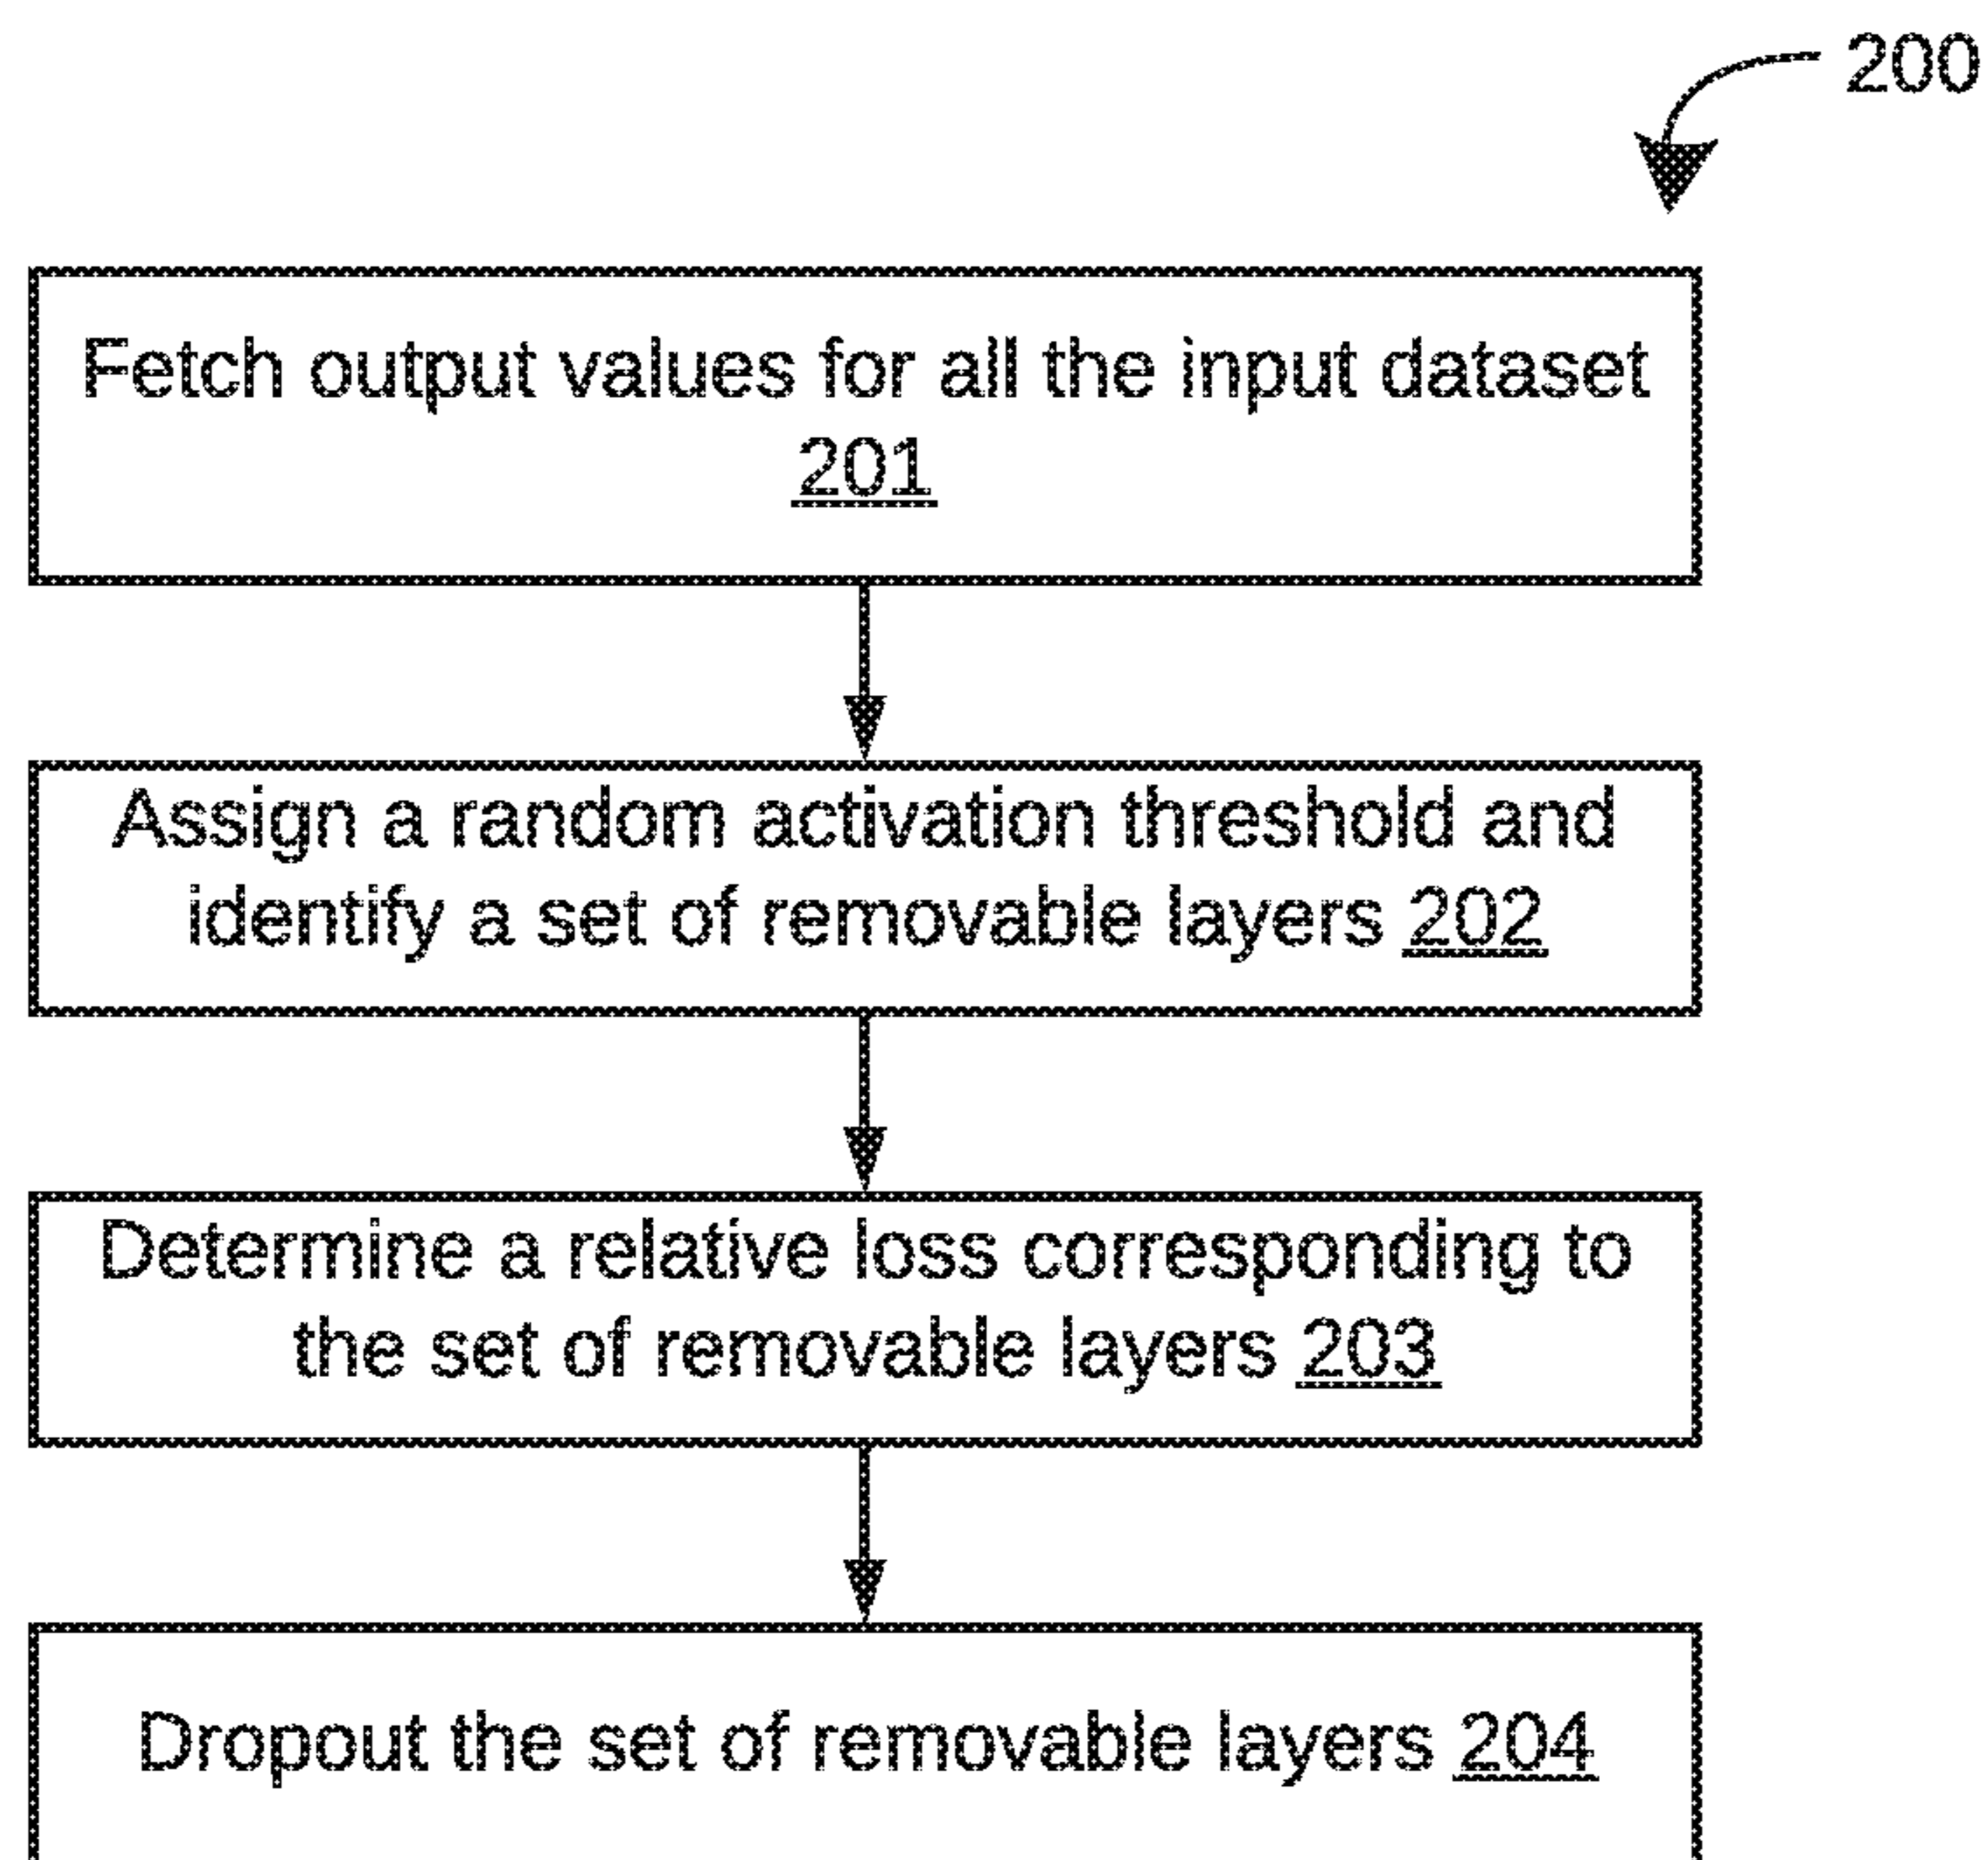 200
Fetch output values for all the input dataset
201
Assign a random activation threshold and
identify a set of removable layers 202
Determine a relative loss corresponding to
the set of removable layers 203
Dropout the set of removable layers 204